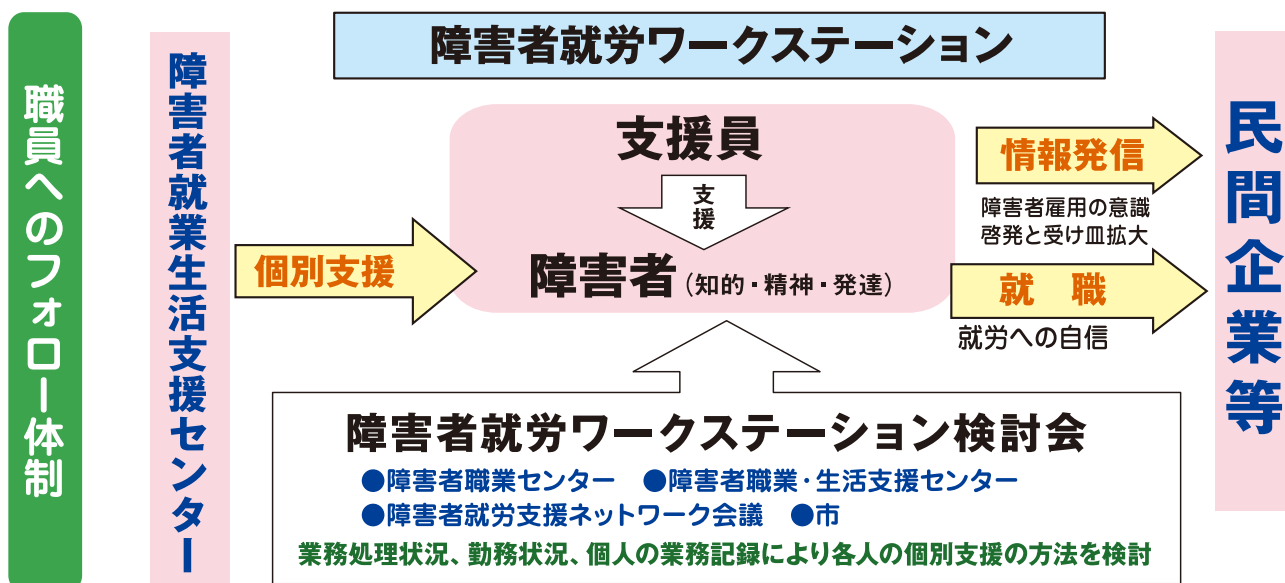 職員へのフォロー体制
障害者就業生活支援センター
障害者就労ワークステーション
支援員
支援
障害者(知的・精神・発達)
個別支援
情報発信
障害者雇用の意識
啓発と受け皿拡大
就 職
就労への自信
民間企業等
障害者就労ワークステーション検討会
●障害者職業センター ●障害者職業・生活支援センター
●障害者就労支援ネットワーク会議 ●市
業務処理状況、勤務状況、個人の業務記録により各人の個別支援の方法を検討